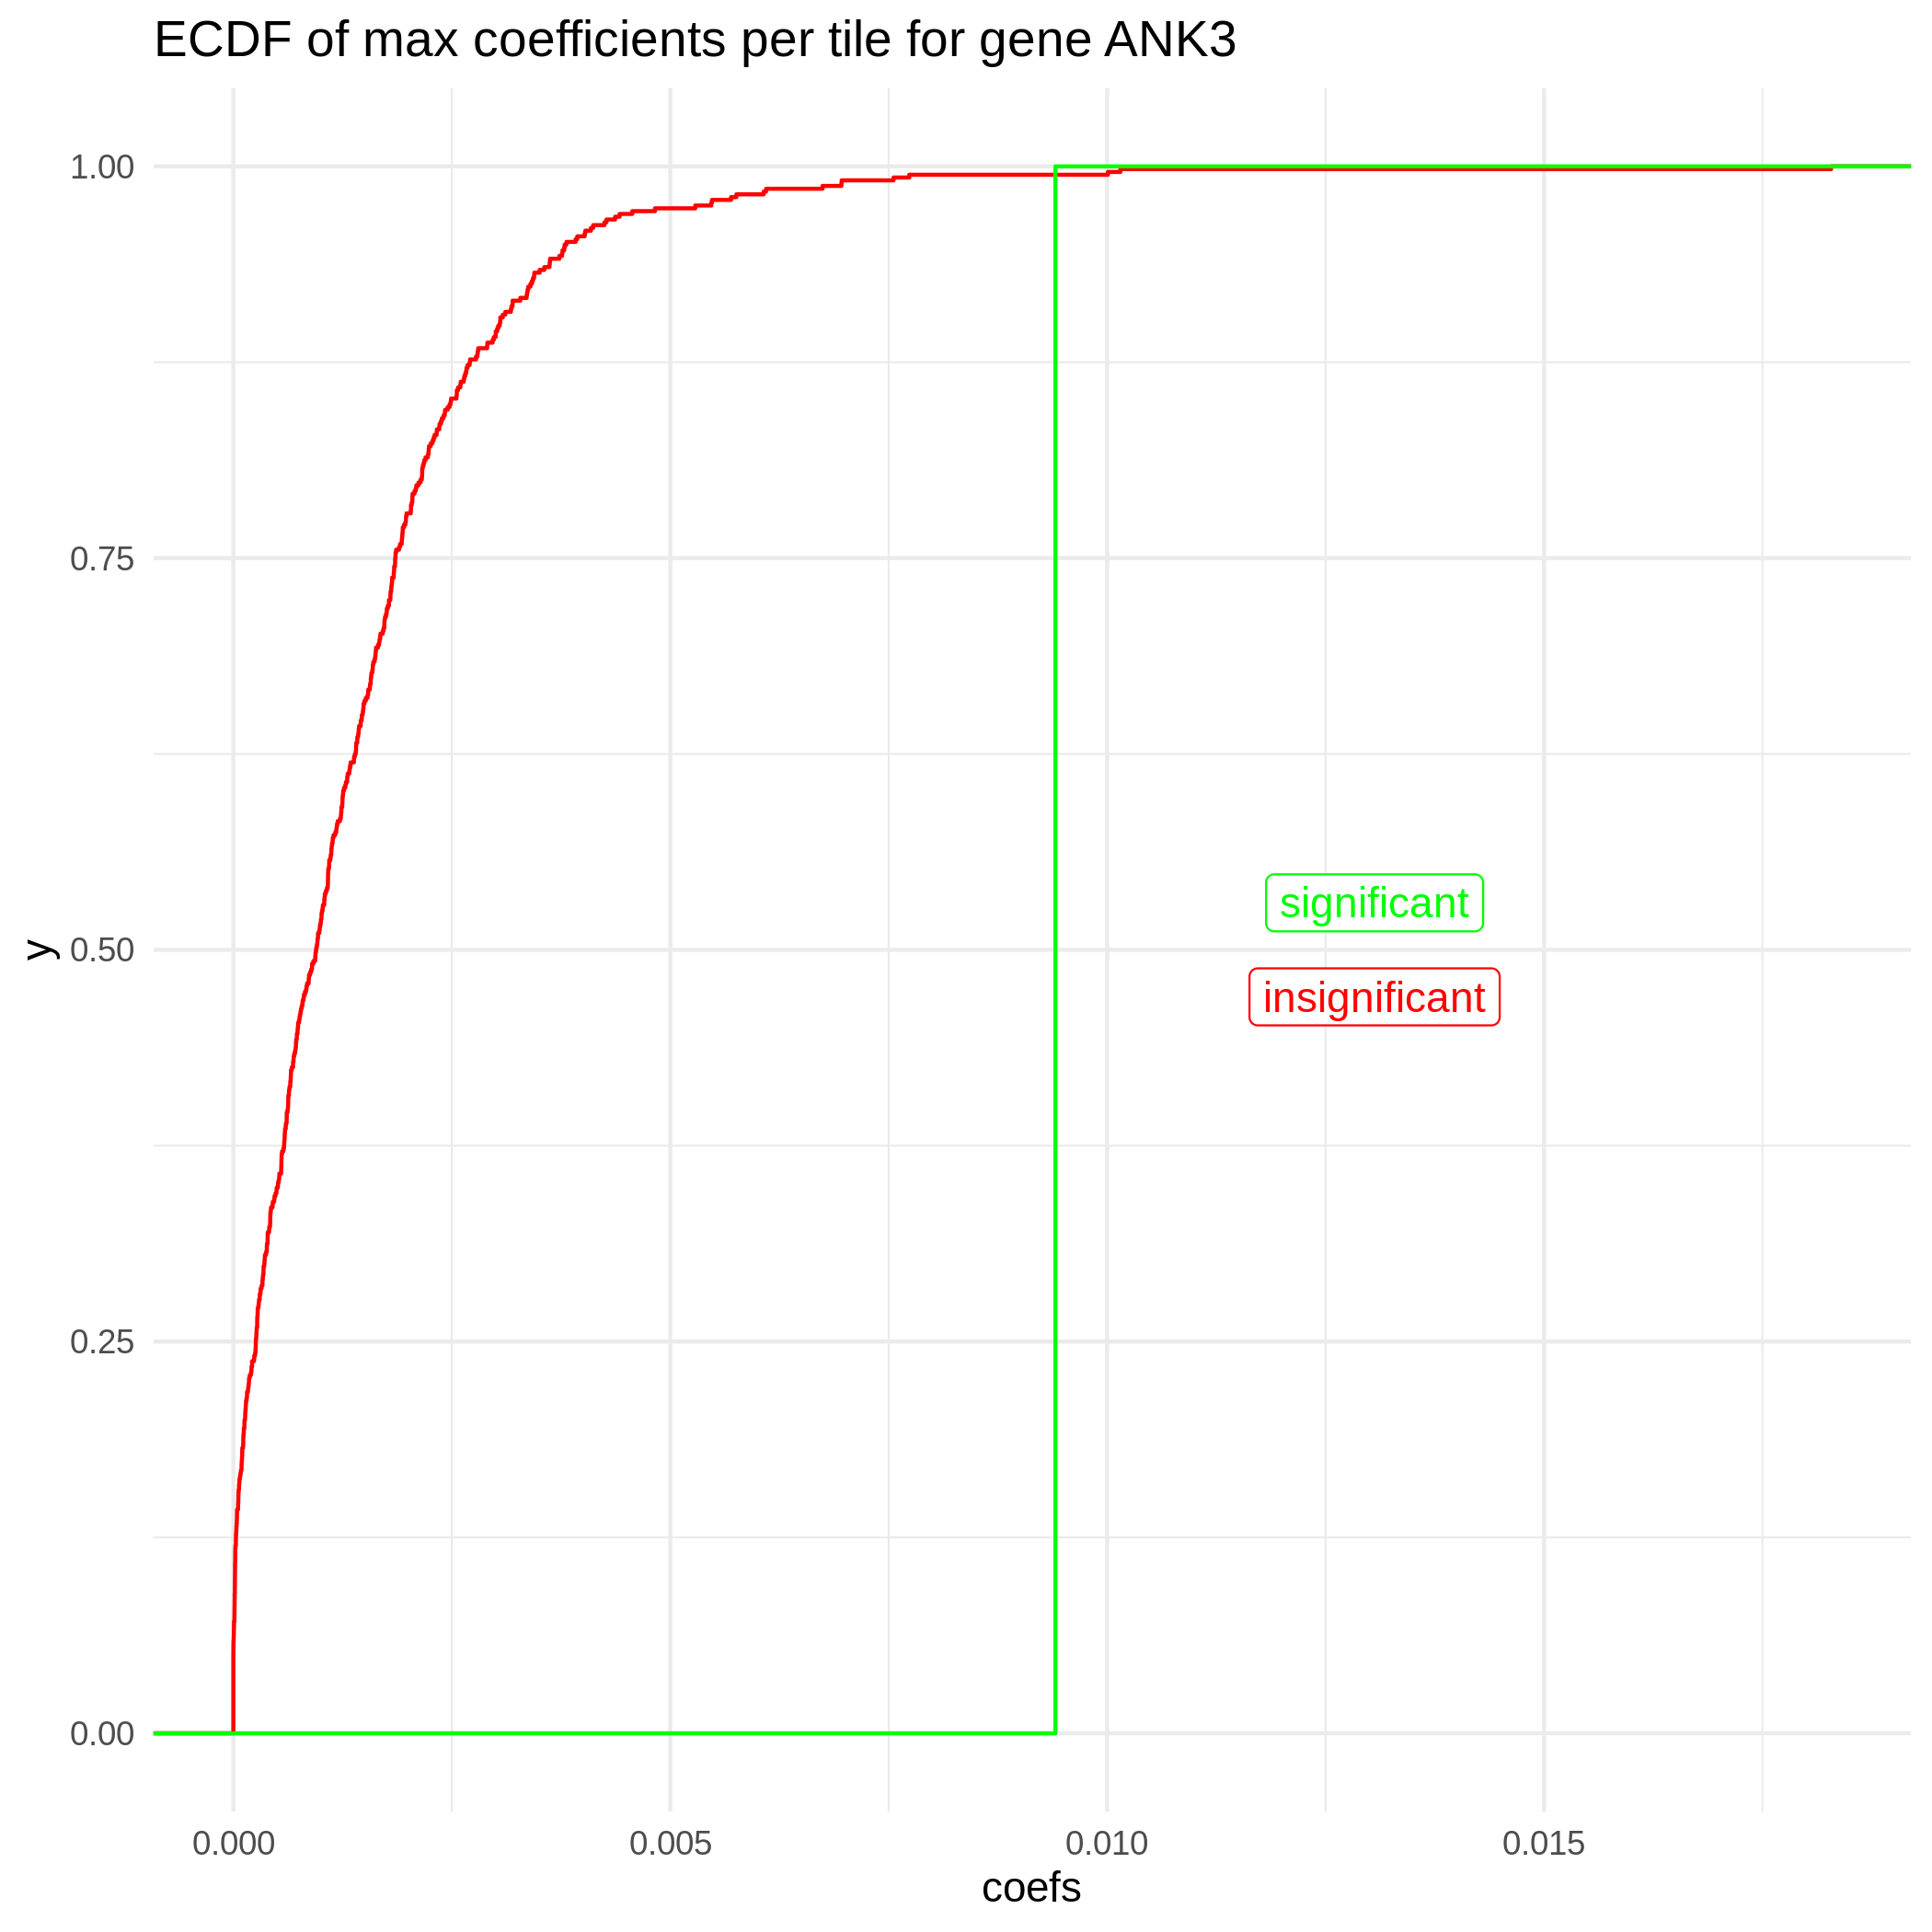 ECDF of max coefficients per tile for gene ANK3
1.00
0.75
0.50
0.25
0.00
y
significant
insignificant
0.000 0.005 0.010 0.015
coefs